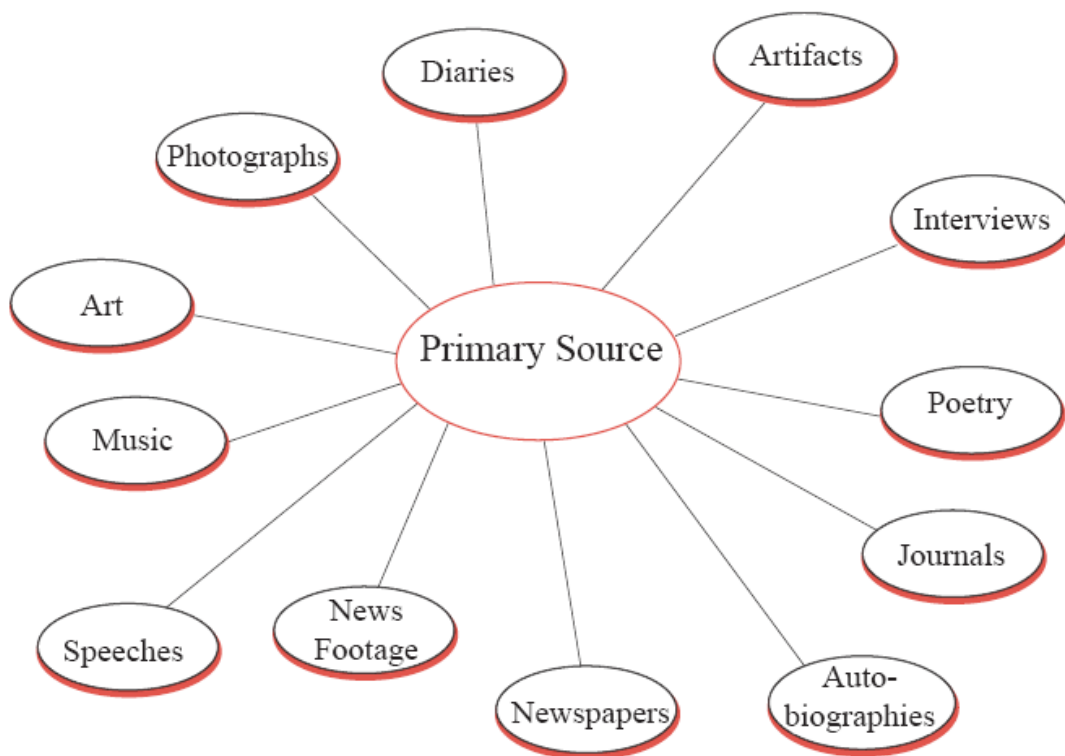 Diaries
Artifacts
Photographs
Interviews
Art
Primary Source
Poetry
Music
Journals
Speeches
News
Footage
Newspapers
Auto-
biographies